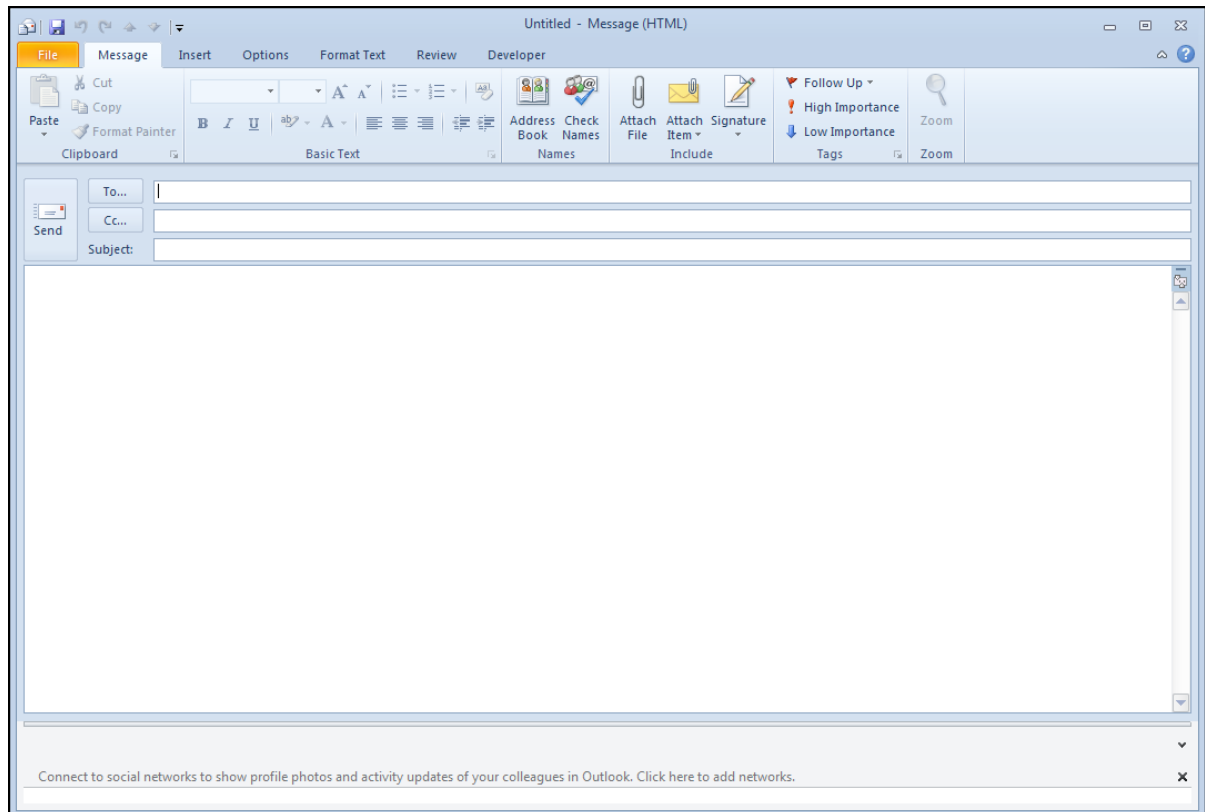 Untitled - Message (HTML)
File Message Insert Options Format Text Review Developer
Paste
Cut
Copy
Format Painter
Clipboard
B I U ab A
Basic Text
Address Book
Check Names
Names
Attach File
Attach Item
Signature
Include
Follow Up
High Importance
Low Importance
Tags
Zoom
Zoom
Send
To...
Cc...
Subject:
Connect to social networks to show profile photos and activity updates of your colleagues in Outlook. Click here to add networks.